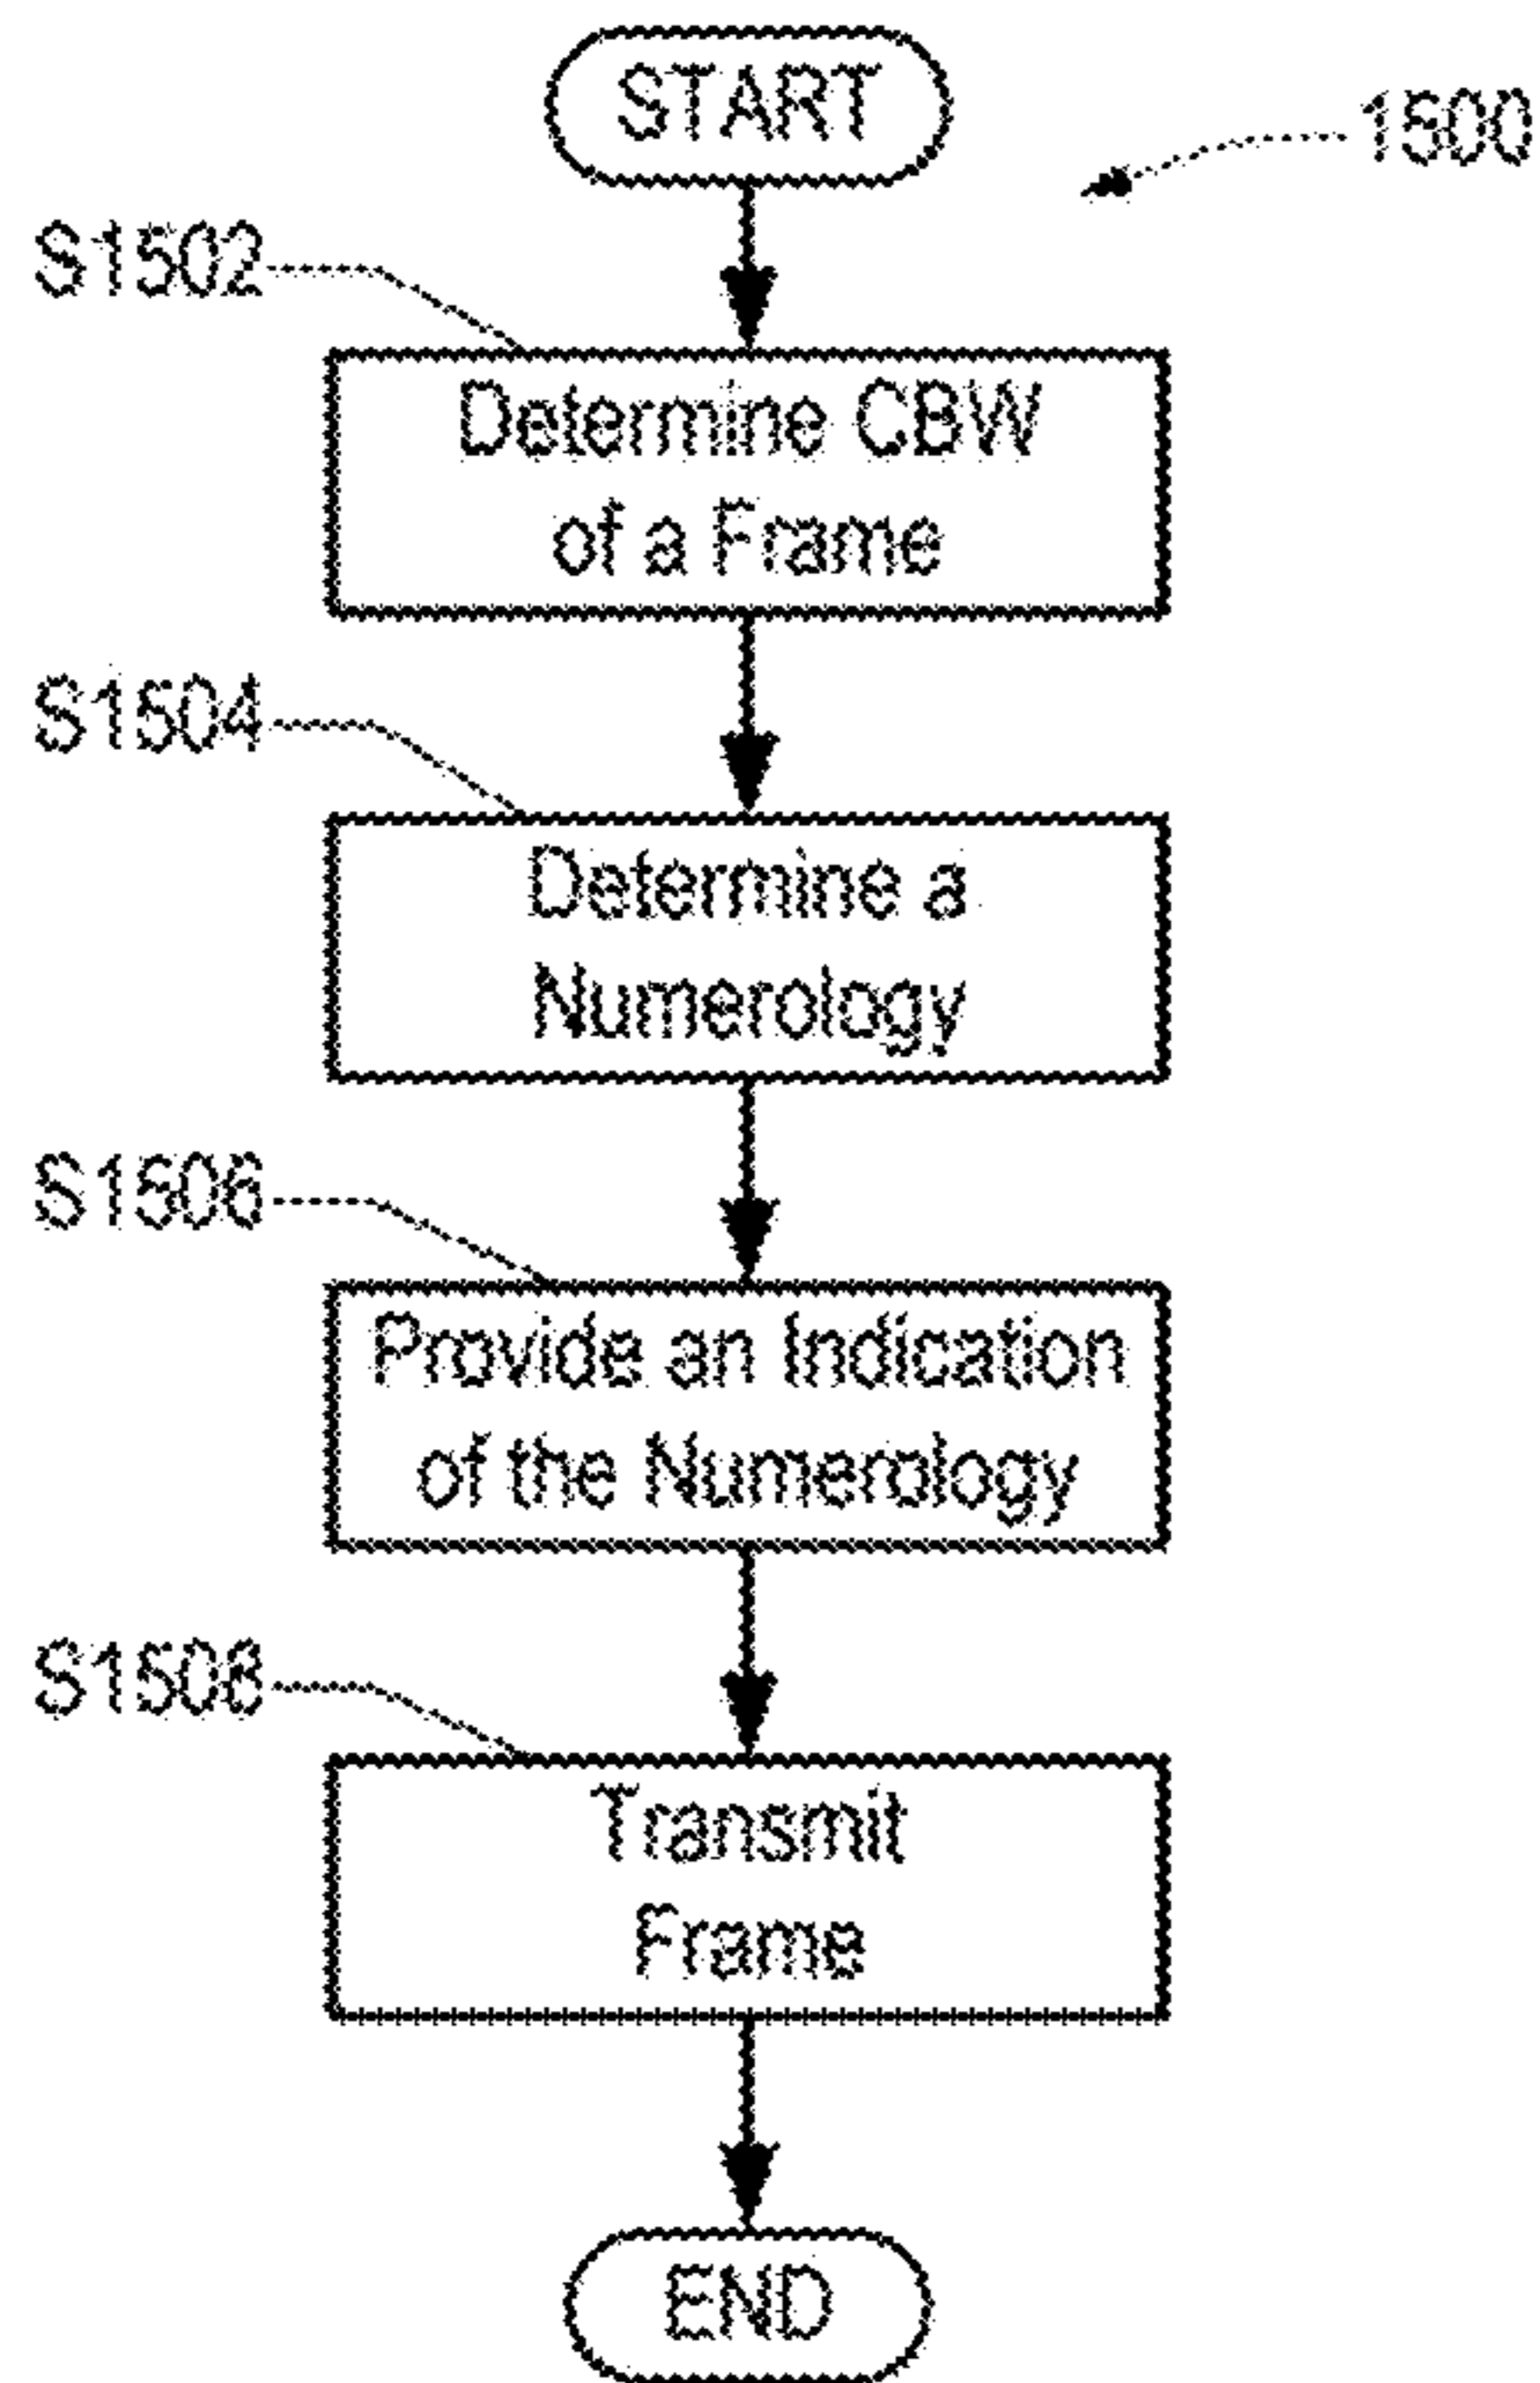 START
1500
S1502
Determine CBW
of a Frame
S1504
Determine a
Numerology
S1506
Provide an Indication
of the Numerology
S1508
Transmit
Frame
END